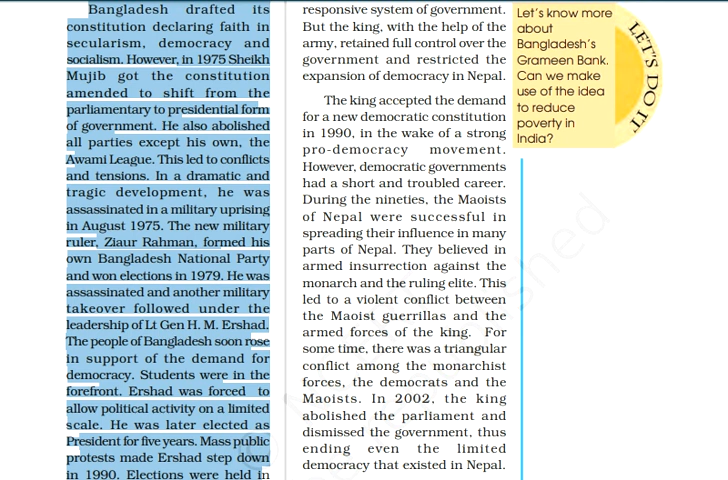 Bangladesh drafted its
constitution declaring faith in
secularism, democracy and
socialism. However, in 1975 Sheikh
Mujib got the constitution
amended to shift from the
parliamentary to presidential form
of government. He also abolished
all parties except his own, the
Awami League. This led to conflicts
and tensions. In a dramatic and
tragic development, he was
assassinated in a military uprising
in August 1975. The new military
ruler, Ziaur Rahman, formed his
own Bangladesh National Party
and won elections in 1979. He was
assassinated and another military
takeover followed under the
leadership of Lt Gen H. M. Ershad.
The people of Bangladesh soon rose
in support of the demand for
democracy. Students were in the
forefront. Ershad was forced to
allow political activity on a limited
scale. He was later elected as
President for five years. Mass public
protests made Ershad step down
in 1990. Elections were held in
responsive system of government.
But the king, with the help of the
army, retained full control over the
government and restricted the
expansion of democracy in Nepal.
The king accepted the demand
for a new democratic constitution
in 1990, in the wake of a strong
pro-democracy movement.
However, democratic governments
had a short and troubled career.
During the nineties, the Maoists
of Nepal were successful in
spreading their influence in many
parts of Nepal. They believed in
armed insurrection against the
monarch and the ruling elite. This
led to a violent conflict between
the Maoist guerrillas and the
armed forces of the king. For
some time, there was a triangular
conflict among the monarchist
forces, the democrats and the
Maoists. In 2002, the king
abolished the parliament and
dismissed the government, thus
ending even the limited
democracy that existed in Nepal.
Let's know more
about
Bangladesh's
Grameen Bank.
Can we make
use of the idea
to reduce
poverty in
India?
LET'S DO IT